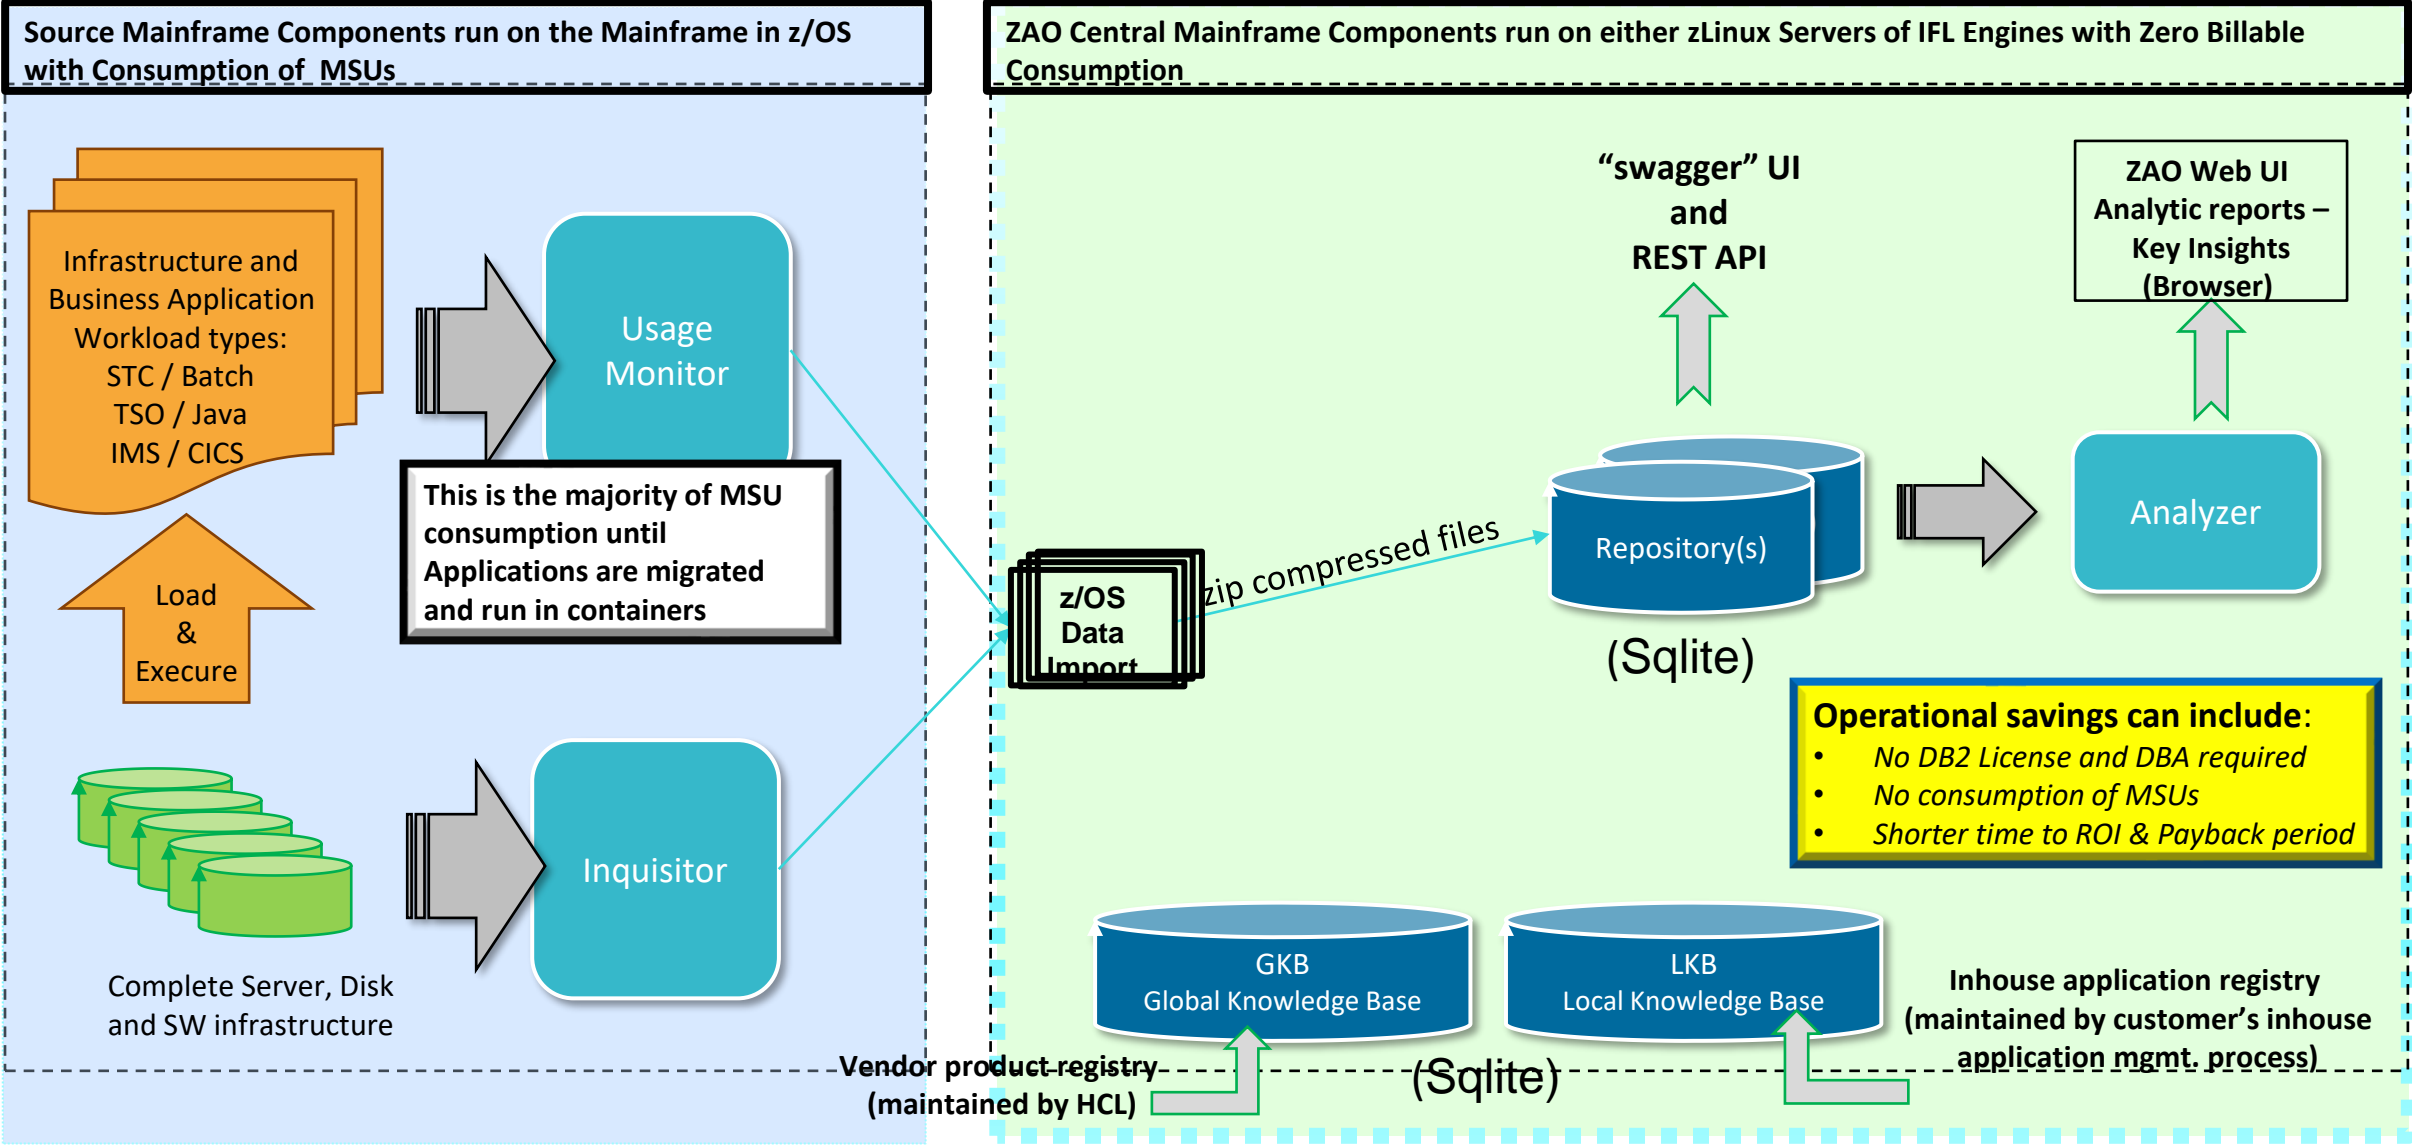 Source Mainframe Components run on the Mainframe in z/OS
with Consumption of MSUs
ZAO Central Mainframe Components run on either zLinux Servers of IFL Engines with Zero Billable
Consumption
Infrastructure and
Business Application
Workload types:
STC / Batch
TSO / Java
IMS / CICS
Usage
Monitor
This is the majority of MSU
consumption until
Applications are migrated
and run in containers
Load
&
Execure
Inquisitor
Complete Server, Disk
and SW infrastructure
z/OS
Data
Import
zip compressed files
“swagger” UI
and
REST API
Repository(s)
(Sqlite)
ZAO Web UI
Analytic reports –
Key Insights
(Browser)
Analyzer
Operational savings can include:
• No DB2 License and DBA required
• No consumption of MSUs
• Shorter time to ROI & Payback period
GKB
Global Knowledge Base
LKB
Local Knowledge Base
Vendor product registry
(maintained by HCL)
(Sqlite)
Inhouse application registry
(maintained by customer’s inhouse
application mgmt. process)